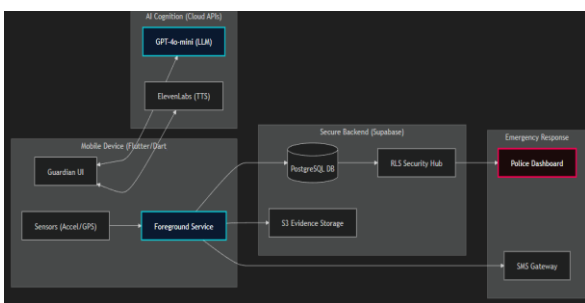 AI Cognition (Cloud APIs)
GPT-4o-mini (LLM)
ElevenLabs (TTS)
Mobile Device (Flutter/Dart
Guardian UI
Sensors (Accel/GPS)
Foreground Service
Secure Backend (Supabase)
PostgreSQL DB
RLS Security Hub
S3 Evidence Storage
Emergency Response
Police Dashboard
SMS Gateway